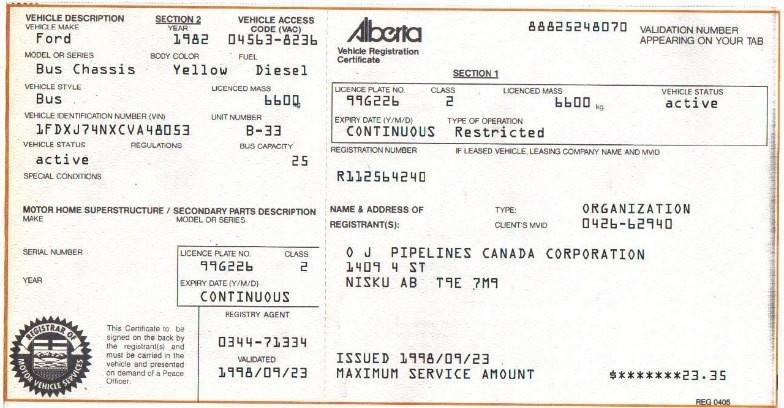 VEHICLE DESCRIPTION SECTION 2 VEHICLE ACCESS
VEHICLE MAKE YEAR CODE (VAC)
Ford 1982 04563-8236
MODEL OR SERIES BODY COLOR FUEL
Bus Chassis Yellow Diesel
VEHICLE STYLE LICENCED MASS
Bus 6600
VEHICLE IDENTIFICATION NUMBER (VIN) UNIT NUMBER
1FDXJ74NXCVA48053 B-33
VEHICLE STATUS REGULATIONS BUS CAPACITY
active 25
SPECIAL CONDITIONS
MOTOR HOME SUPERSTRUCTURE / SECONDARY PARTS DESCRIPTION
MAKE MODEL OR SERIES
SERIAL NUMBER
YEAR
LICENCE PLATE NO. CLASS
996226 2
EXPIRY DATE (Y/M/D)
CONTINUOUS
REGISTRY AGENT
0344-71334
VALIDATED
1998/09/23
REGISTRAR OF
MOTOR VEHICLE SERVICES
This Certificate to be
signed on the back by
the registrant(s) and
must be carried in the
vehicle and presented
on demand of a Peace
Officer.
Alberta
Vehicle Registration
Certificate
88825248070 VALIDATION NUMBER
APPEARING ON YOUR TAB
SECTION 1
LICENCE PLATE NO. CLASS LICENCED MASS VEHICLE STATUS
996226 2 6600 kg. active
EXPIRY DATE (Y/M/D) TYPE OF OPERATION
CONTINUOUS Restricted
REGISTRATION NUMBER IF LEASED VEHICLE, LEASING COMPANY NAME AND MVID
R112564240
NAME & ADDRESS OF TYPE: ORGANIZATION
REGISTRANT(S): CLIENT'S MVID 0426-62940
O J PIPELINES CANADA CORPORATION
1409 4 ST
NISKU AB T9E 7M9
ISSUED 1998/09/23
MAXIMUM SERVICE AMOUNT $********23.35
REG 0405